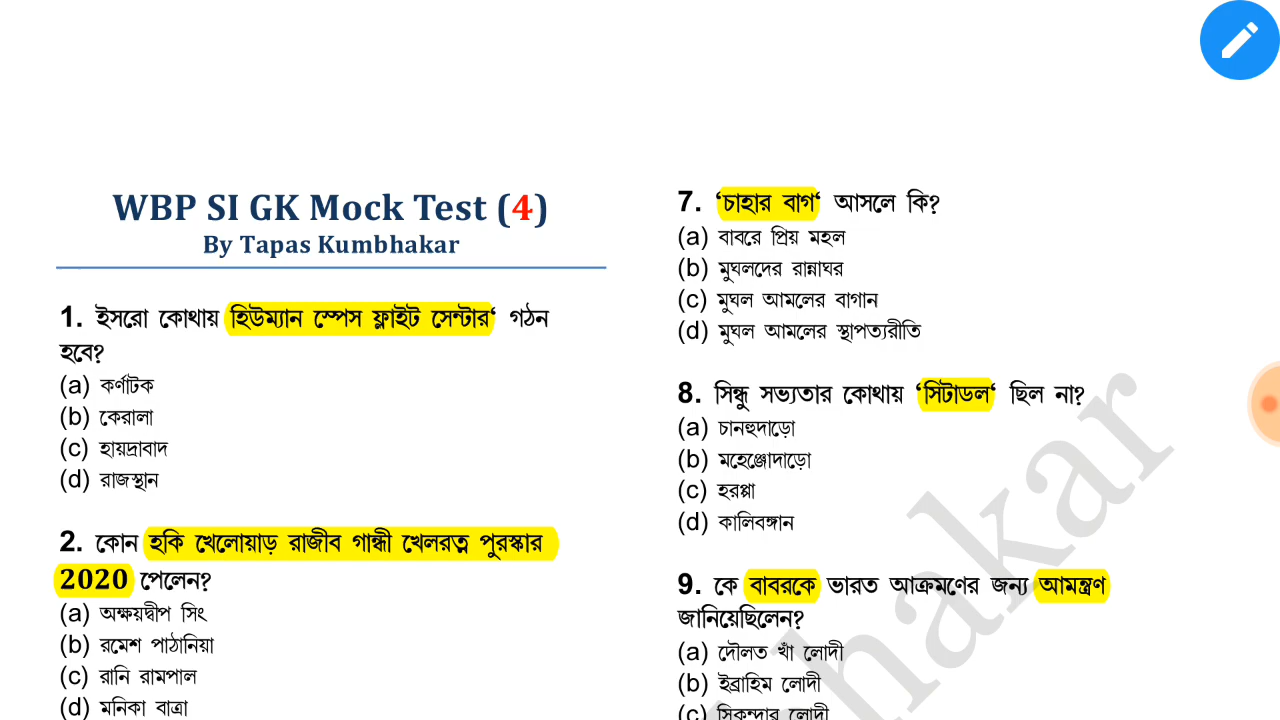 WBP SI GK Mock Test (4)
By Tapas Kumbhakar
1. ইসরো কোথায় হিউম্যান স্পেস ফ্লাইট সেন্টার‘ গঠন
হবে?
(a) কর্ণাটক
(b) কেরালা
(c) হায়দ্রাবাদ
(d) রাজস্থান
2. কোন হকি খেলোয়াড় রাজীব গান্ধী খেলরত্ন পুরস্কার
2020 পেলেন?
(a) অক্ষয়দ্বীপ সিং
(b) রমেশ পাঠানিয়া
(c) রানি রামপাল
(d) মনিকা বাত্রা
7. ‘চাহার বাগ‘ আসলে কি?
(a) বাবরে প্রিয় মহল
(b) মুঘলদের রান্নাঘর
(c) মুঘল আমলের বাগান
(d) মুঘল আমলের স্থাপত্যরীতি
8. সিন্ধু সভ্যতার কোথায় ‘সিটাডল‘ ছিল না?
(a) চানহুদাড়ো
(b) মহেঞ্জোদাড়ো
(c) হরপ্পা
(d) কালিবঙ্গান
9. কে বাবরকে ভারত আক্রমণের জন্য আমন্ত্রণ
জানিয়েছিলেন?
(a) দৌলত খাঁ লোদী
(b) ইব্রাহিম লোদী
(c) সিকন্দার লোদী
hakar